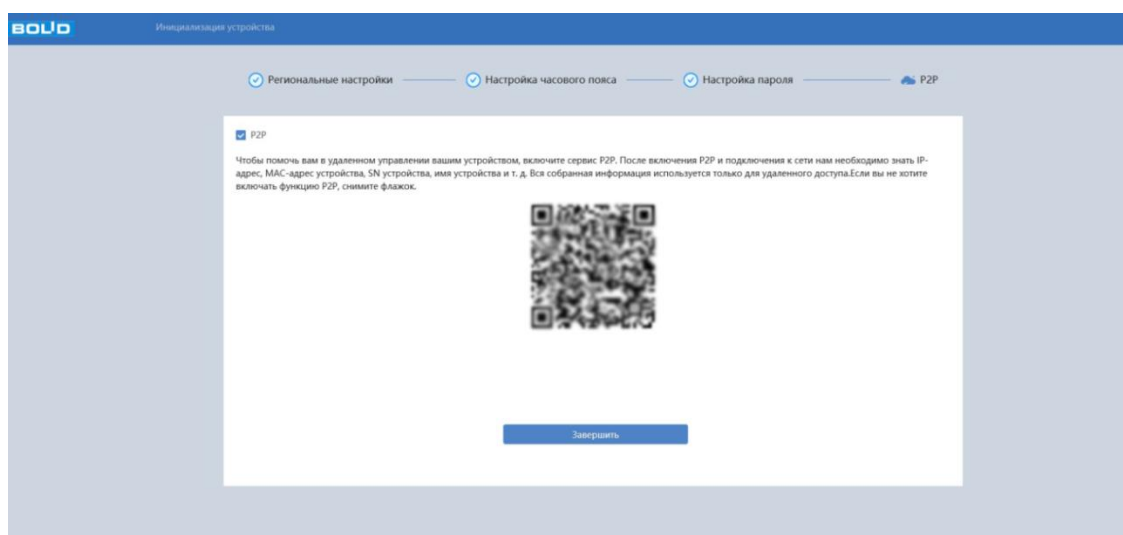 BOLID
Инициализация устройства
Региональные настройки
Настройка часового пояса
Настройка пароля
P2P
P2P
Чтобы помочь вам в удаленном управлении вашим устройством, включите сервис P2P. После включения P2P и подключения к сети нам необходимо знать IP-
адрес, MAC-адрес устройства, SN устройства, имя устройства и т. д. Вся собранная информация используется только для удаленного доступа.Если вы не хотите
включать функцию P2P, снимите флажок.
Завершить